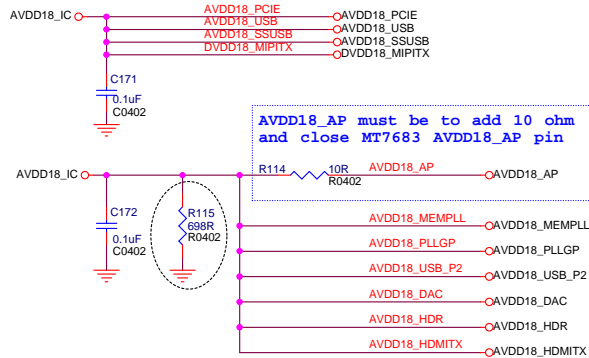 AVDD18_IC
AVDD18_PCIE AVDD18_PCIE
AVDD18_USB AVDD18_USB
AVDD18_SSUSB AVDD18_SSUSB
DVDD18_MIPITX DVDD18_MIPITX
C171
0.1uF
C0402
AVDD18_AP must be to add 10 ohm
and close MT7683 AVDD18_AP pin
AVDD18_IC
R114 10R AVDD18_AP AVDD18_AP
R0402
C172
0.1uF
C0402
R115
698R
R0402
AVDD18_MEMPLL AVDD18_MEMPLL
AVDD18_PLLGP AVDD18_PLLGP
AVDD18_USB_P2 AVDD18_USB_P2
AVDD18_DAC AVDD18_DAC
AVDD18_HDR AVDD18_HDR
AVDD18_HDMITX AVDD18_HDMITX